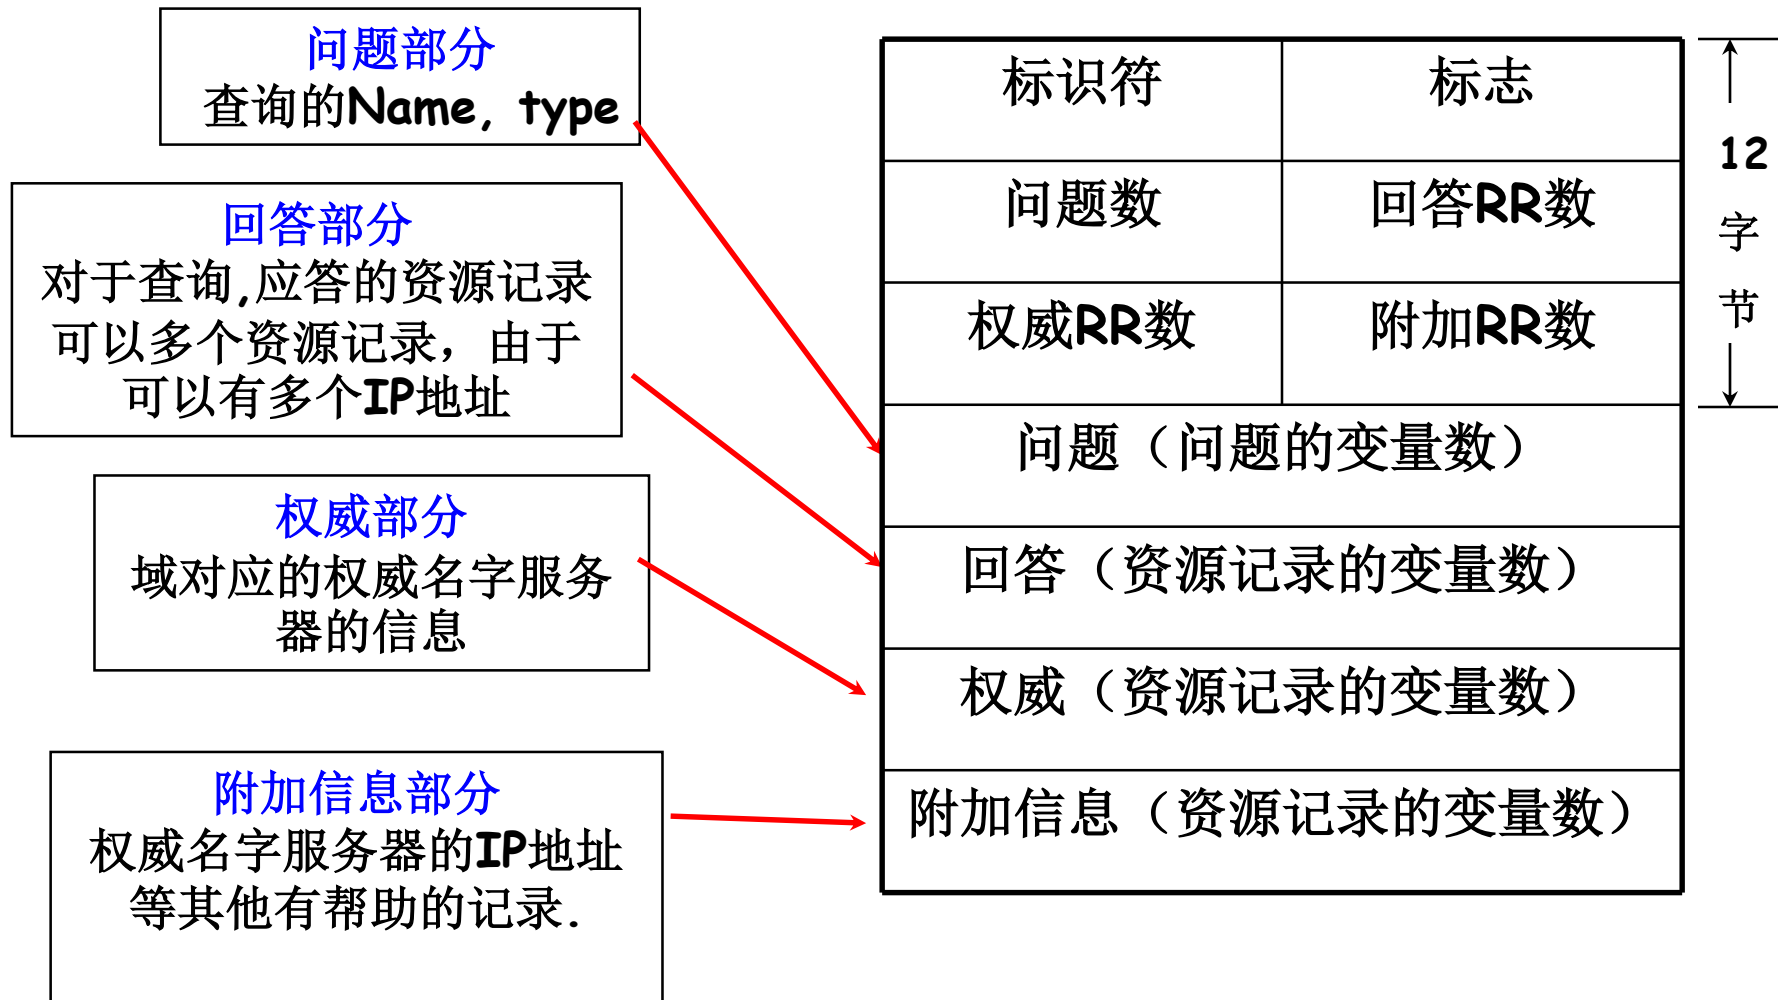 问题部分
查询的Name, type
回答部分
对于查询,应答的资源记录
可以多个资源记录，由于
可以有多个IP地址
权威部分
域对应的权威名字服务
器的信息
附加信息部分
权威名字服务器的IP地址
等其他有帮助的记录.
标识符 标志
问题数 回答RR数
权威RR数 附加RR数
问题（问题的变量数）
回答（资源记录的变量数）
权威（资源记录的变量数）
附加信息（资源记录的变量数）
12
字
节